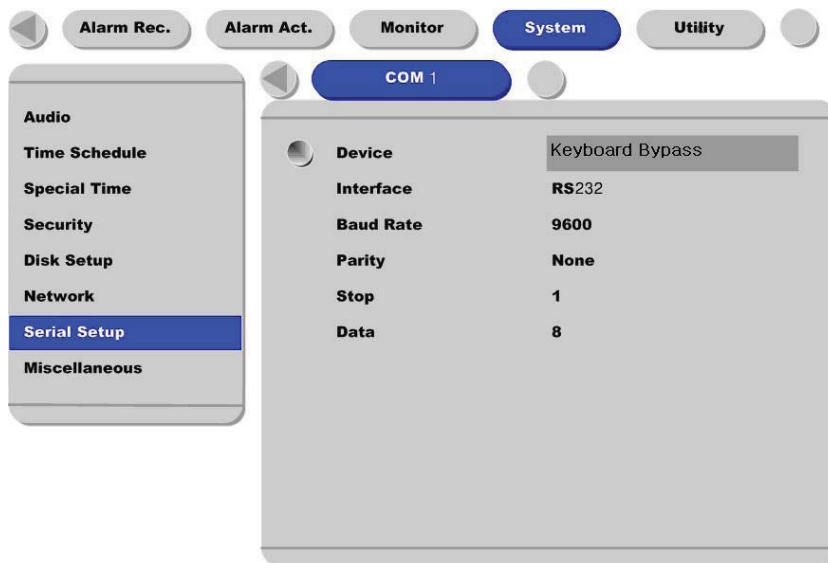 Alarm Rec. Alarm Act. Monitor System Utility
COM 1
Audio
Time Schedule
Special Time
Security
Disk Setup
Network
Serial Setup
Miscellaneous
Device Keyboard Bypass
Interface RS232
Baud Rate 9600
Parity None
Stop 1
Data 8